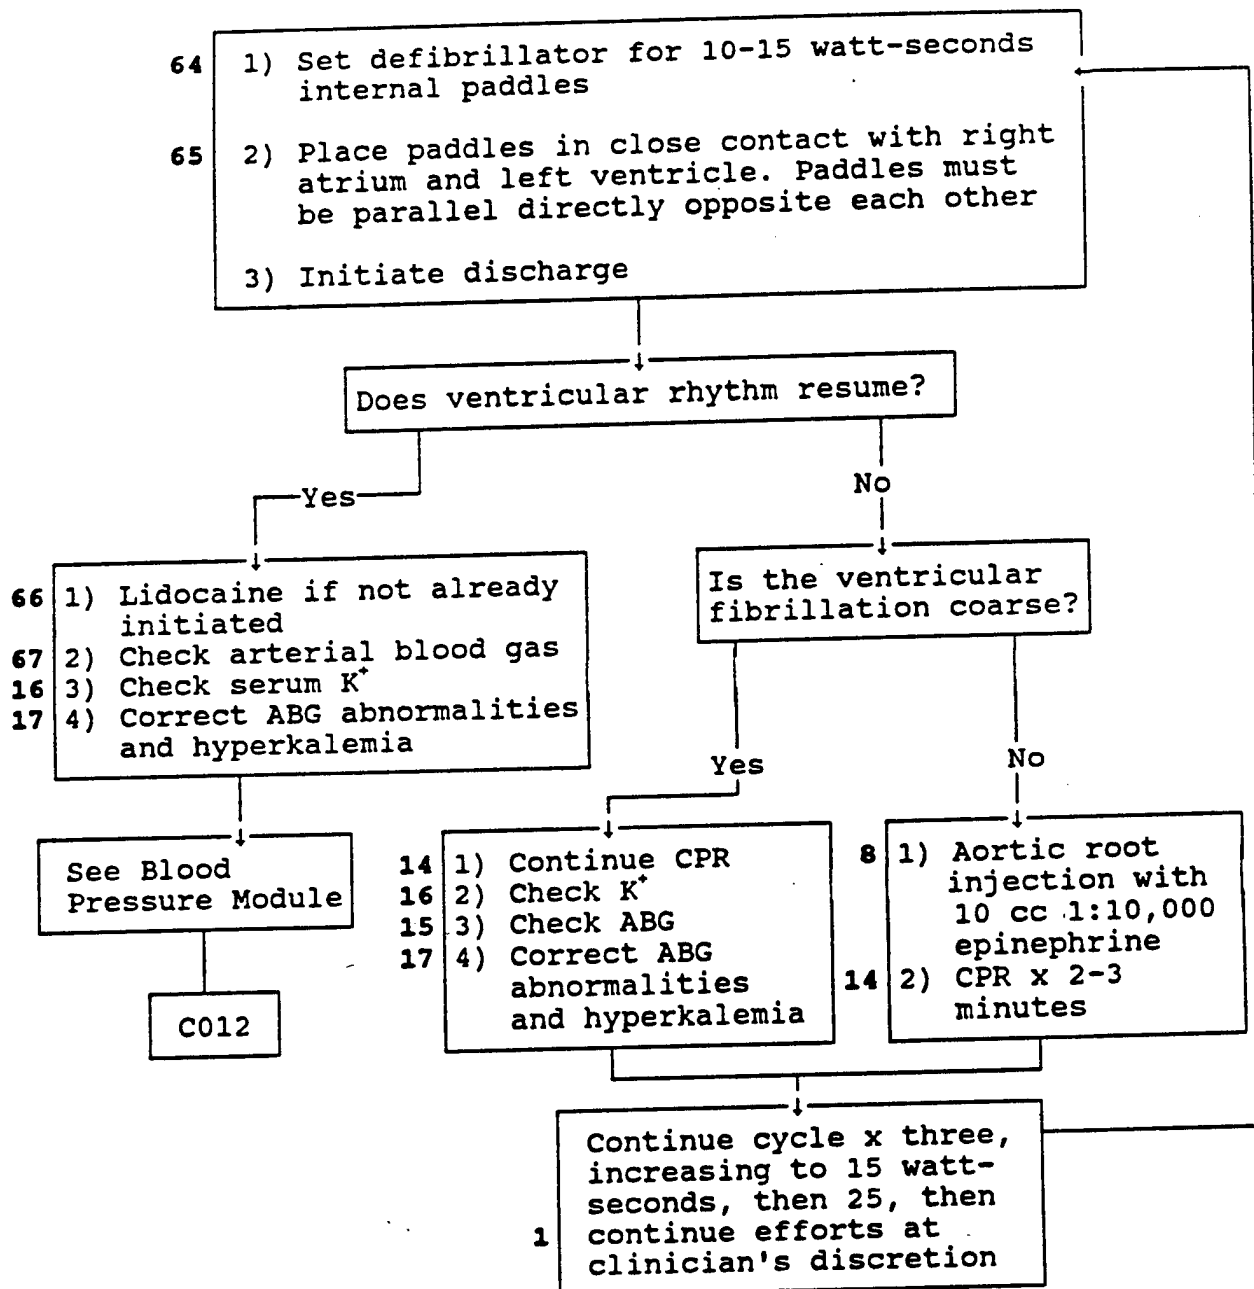 64 1) Set defibrillator for 10-15 watt-seconds
internal paddles
65 2) Place paddles in close contact with right
atrium and left ventricle. Paddles must
be parallel directly opposite each other
3) Initiate discharge
Does ventricular rhythm resume?
Yes
No
66 1) Lidocaine if not already
initiated
67 2) Check arterial blood gas
16 3) Check serum K+
17 4) Correct ABG abnormalities
and hyperkalemia
Is the ventricular
fibrillation coarse?
Yes
No
See Blood
Pressure Module
C012
14 1) Continue CPR
16 2) Check K+
15 3) Check ABG
17 4) Correct ABG
abnormalities
and hyperkalemia
8 1) Aortic root
injection with
10 cc 1:10,000
epinephrine
14 2) CPR x 2-3
minutes
Continue cycle x three,
increasing to 15 watt-
seconds, then 25, then
1 continue efforts at
clinician's discretion